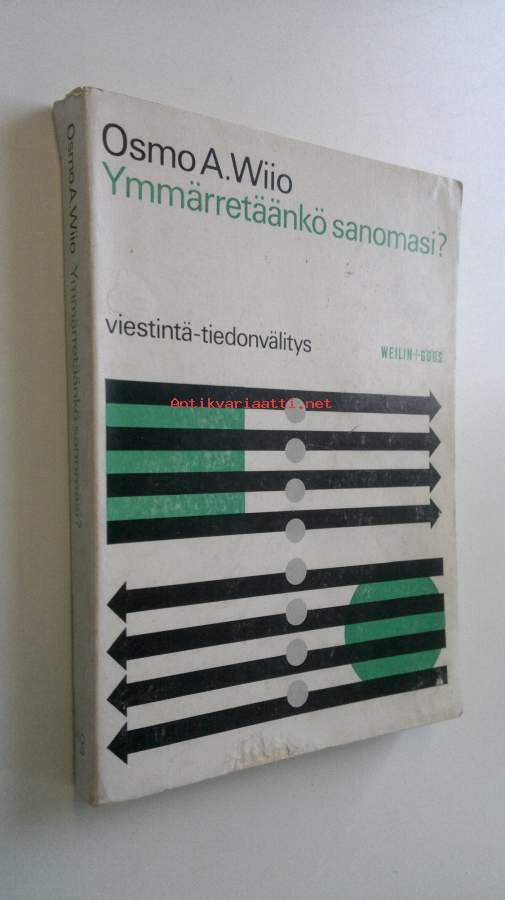 Osmo A. Wiio
Ymmärretäänkö sanomasi?
viestintä-tiedonvälitys
WEILIN+GÖÖS
Antikvariaatti.net
Osmo A. Wiio Ymmärretäänkö sanomasi?